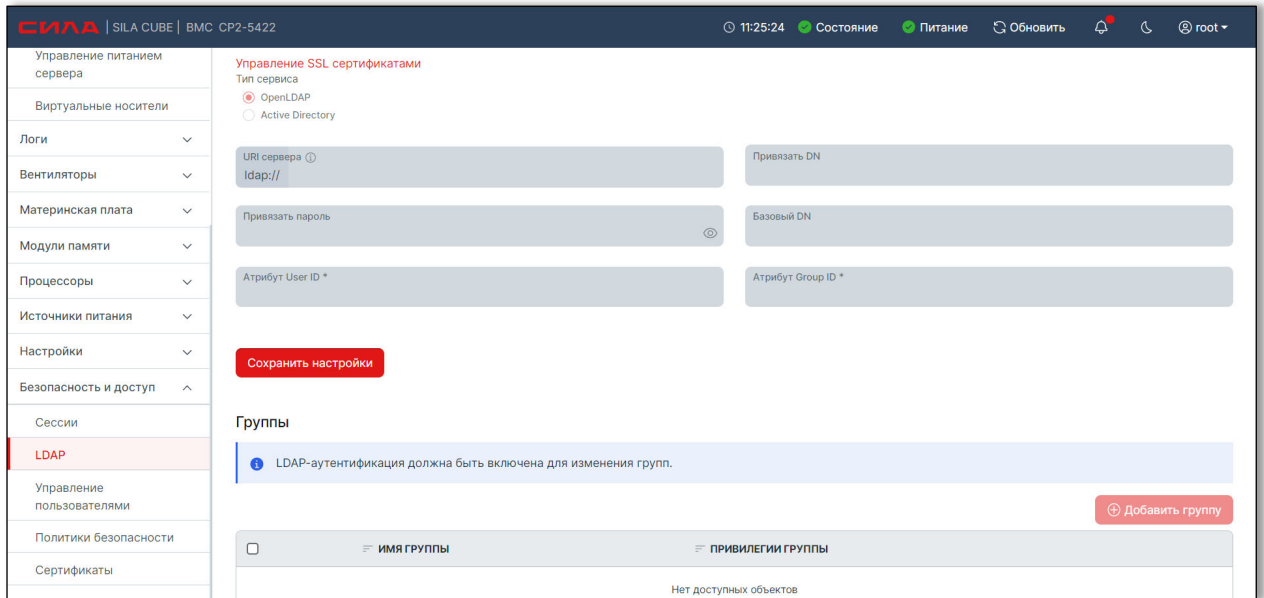 СИЛА | SILA CUBE | BMC CP2-5422
11:25:24 Состояние Питание Обновить root
Управление питанием
сервера
Виртуальные носители
Логи
Вентиляторы
Материнская плата
Модули памяти
Процессоры
Источники питания
Настройки
Безопасность и доступ
Сессии
LDAP
Управление
пользователями
Политики безопасности
Сертификаты
Управление SSL сертификатами
Тип сервиса
OpenLDAP
Active Directory
URI сервера
ldap://
Привязать DN
Привязать пароль
Базовый DN
Атрибут User ID *
Атрибут Group ID *
Сохранить настройки
Группы
LDAP-аутентификация должна быть включена для изменения групп.
Добавить группу
ИМЯ ГРУППЫ ПРИВИЛЕГИИ ГРУППЫ
Нет доступных объектов